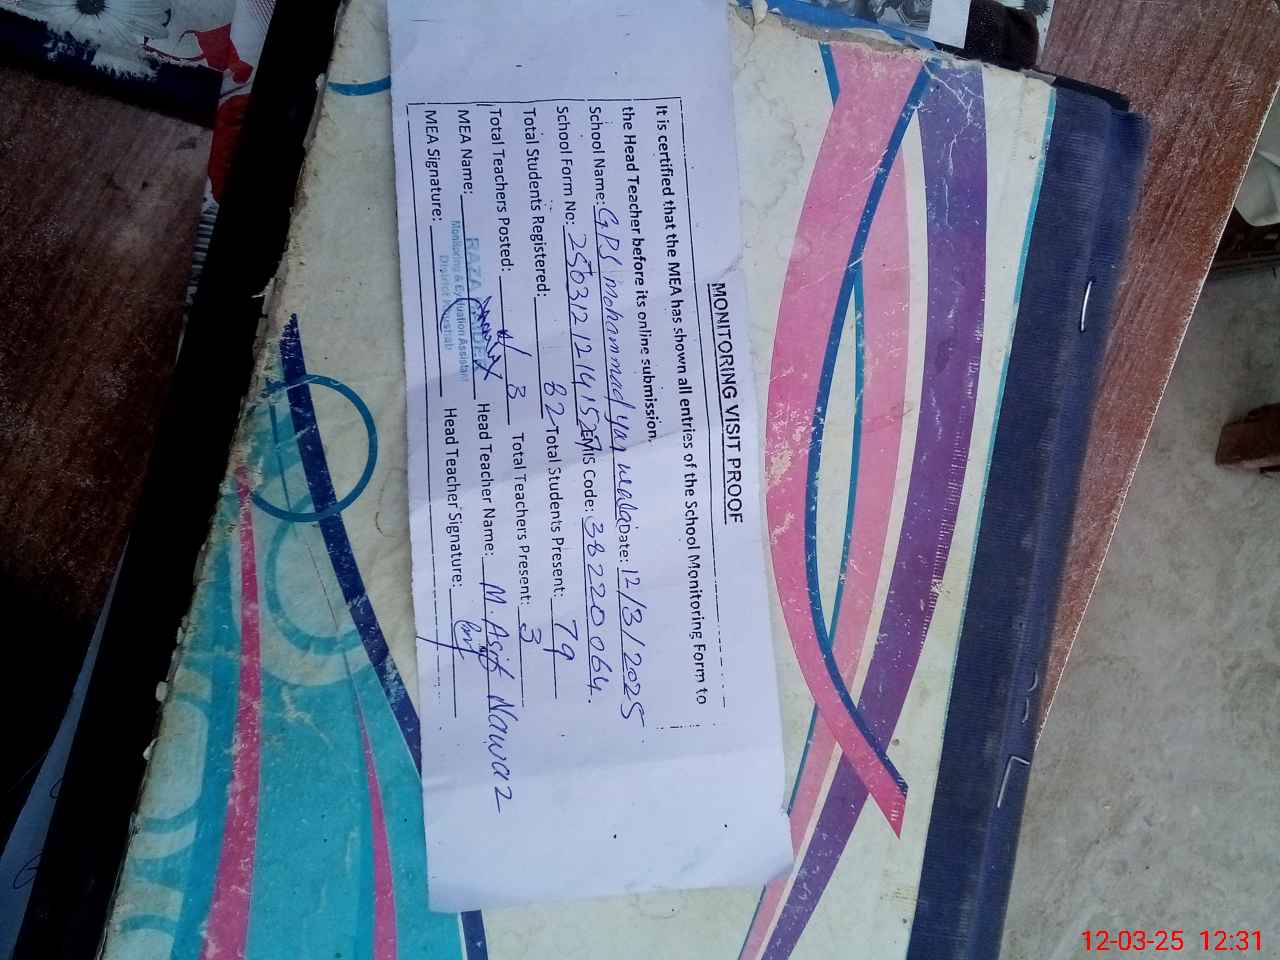 MONITORING VISIT PROOF
It is certified that the MEA has shown all entries of the School Monitoring Form to
the Head Teacher before its online submission.
School Name: GPS Mohammad yar wala Date: 12/3/2025
School Form No: EMIS Code: 38220064
Total Students Registered: 82 Total Students Present: 79
Total Teachers Posted: 3 Total Teachers Present: 3
MEA Name: RAZA Head Teacher Name: M. Asif Nawaz
Monitoring & Evaluation Assistant
District Khushab
MEA Signature: Head Teacher Signature:
12-03-25 12:31